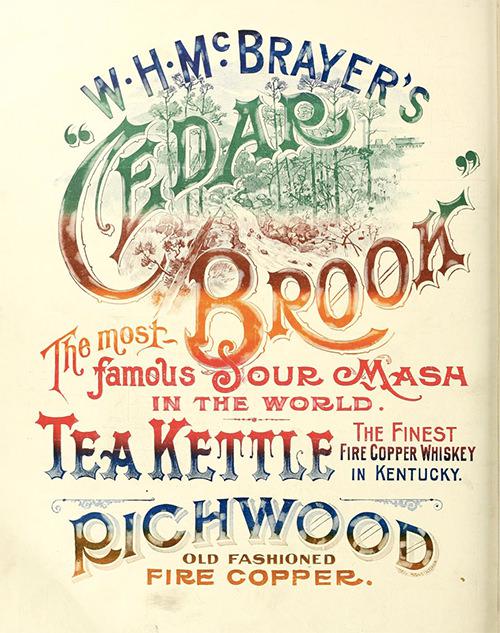 W.H. McBRAYER'S
"CEDAR
BROOK"
The most
famous SOUR MASH
IN THE WORLD.
TEA KETTLE
THE FINEST
FIRE COPPER WHISKEY
IN KENTUCKY.
RICHWOOD
OLD FASHIONED
FIRE COPPER.